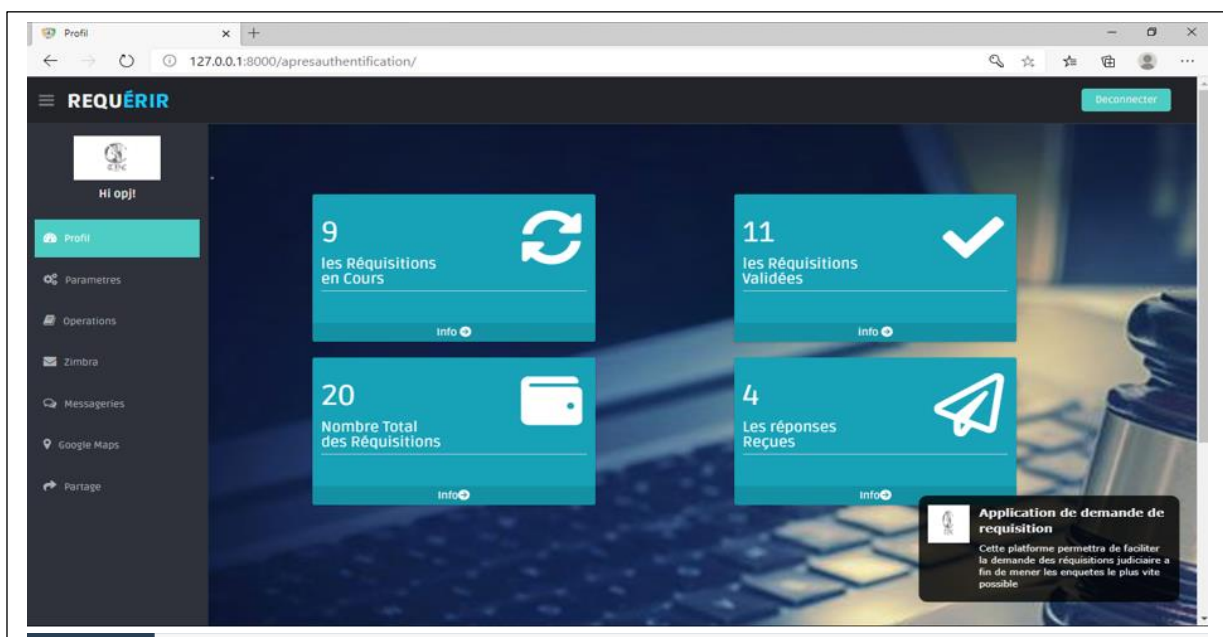 Profil
127.0.0.1:8000/apresauthentification/
REQUÉRIR
Deconnecter
Hi opj!
Profil
Parametres
Operations
Zimbra
Messageries
Google Maps
Partage
9
les Réquisitions
en Cours
Info
11
les Réquisitions
Validées
Info
20
Nombre Total
des Réquisitions
Info
4
Les réponses
Reçues
Info
Application de demande de
requisition
Cette platforme permettra de faciliter
la demande des réquisitions judiciaire a
fin de mener les enquetes le plus vite
possible